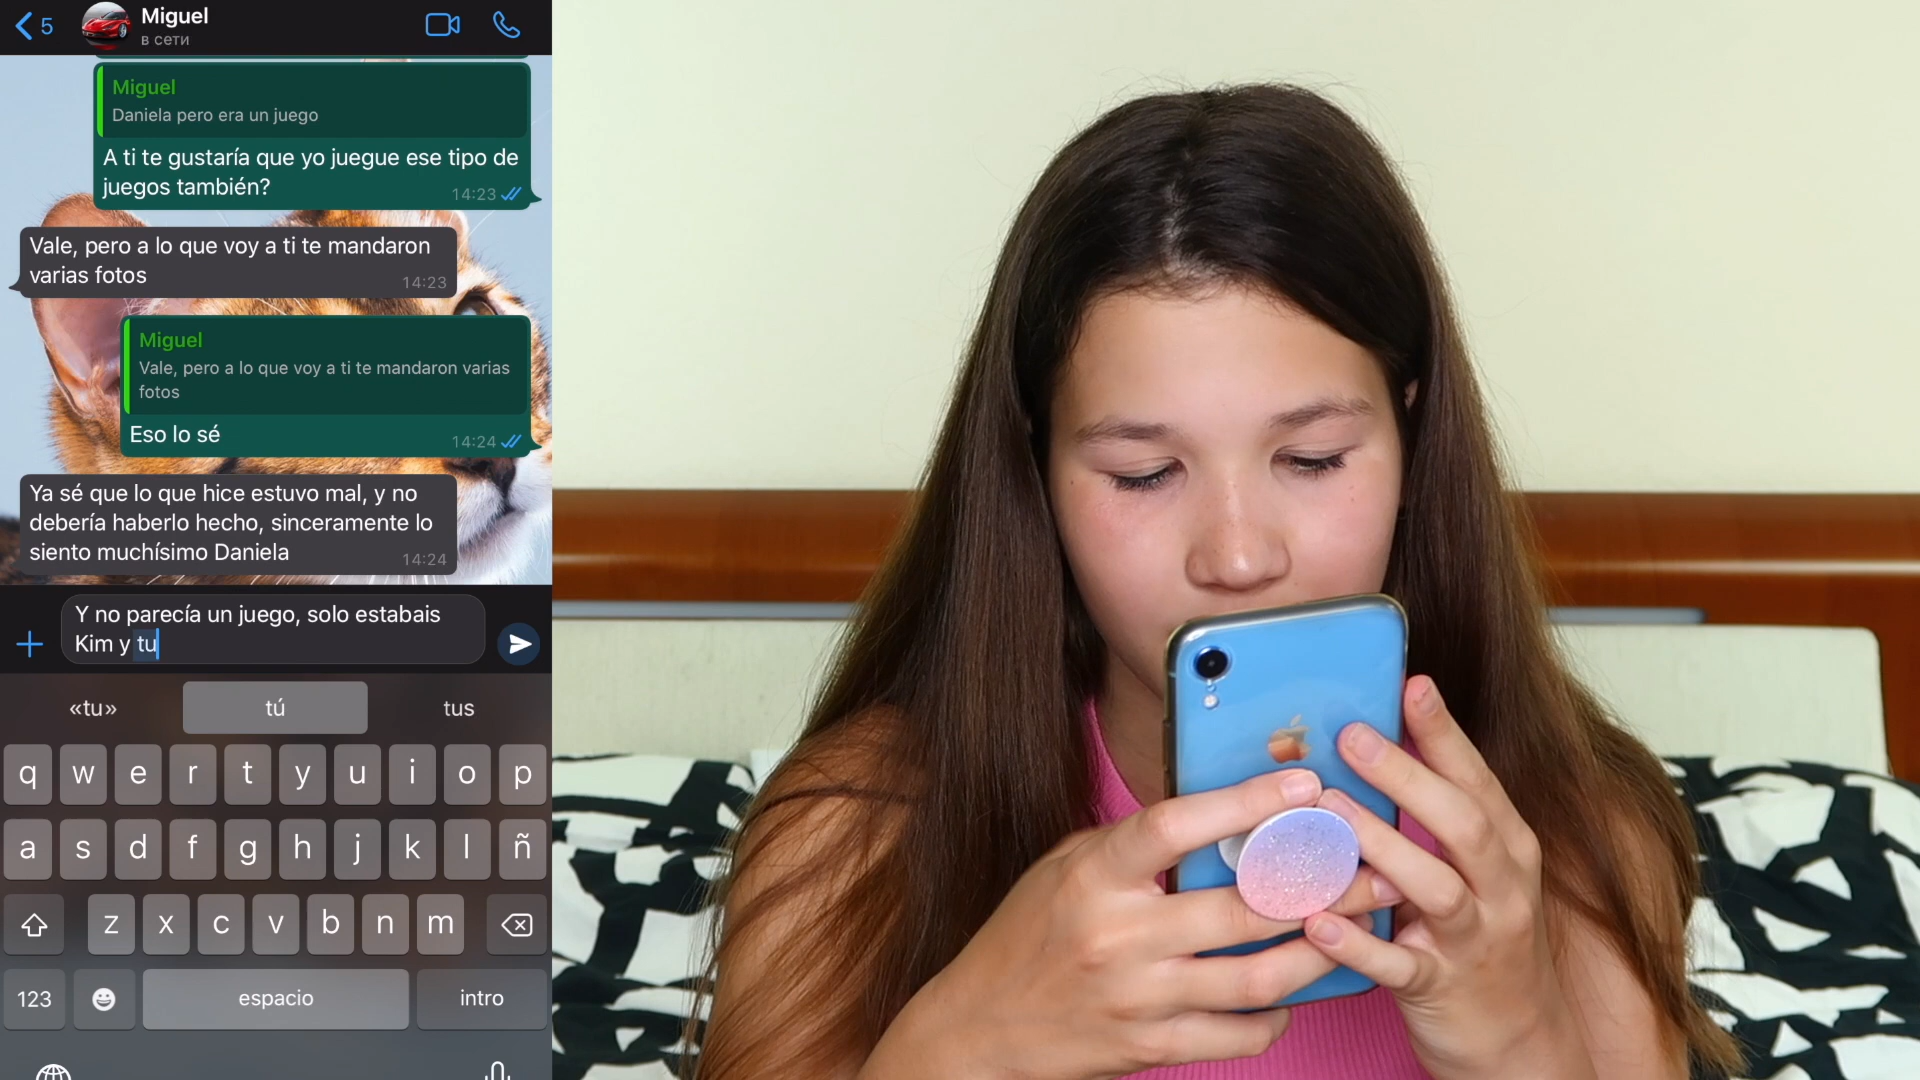 5
Miguel
в сети
Miguel
Daniela pero era un juego
A ti te gustaría que yo juegue ese tipo de
juegos también?
14:23
Vale, pero a lo que voy a ti te mandaron
varias fotos
14:23
Miguel
Vale, pero a lo que voy a ti te mandaron varias
fotos
Eso lo sé
14:24
Ya sé que lo que hice estuvo mal, y no
debería haberlo hecho, sinceramente lo
siento muchísimo Daniela
14:24
Y no parecía un juego, solo estabais
Kim y tu
«tu» tú tus
q w e r t y u i o p
a s d f g h j k l ñ
z x c v b n m
123 espacio intro